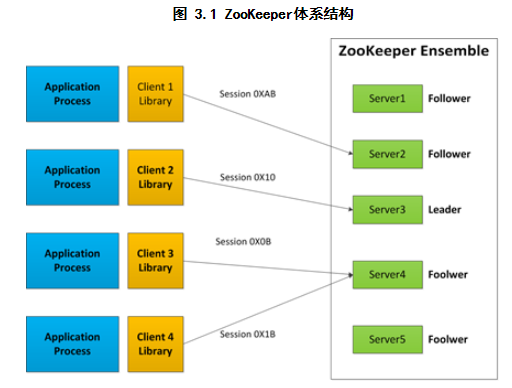 图 3.1 ZooKeeper体系结构
ZooKeeper Ensemble
Application
Process
Client 1
Library
Session 0XAB
Server1
Follower
Server2
Follower
Application
Process
Client 2
Library
Session 0X10
Server3
Leader
Application
Process
Client 3
Library
Session 0X0B
Server4
Foolwer
Application
Process
Client 4
Library
Session 0X1B
Server5
Foolwer